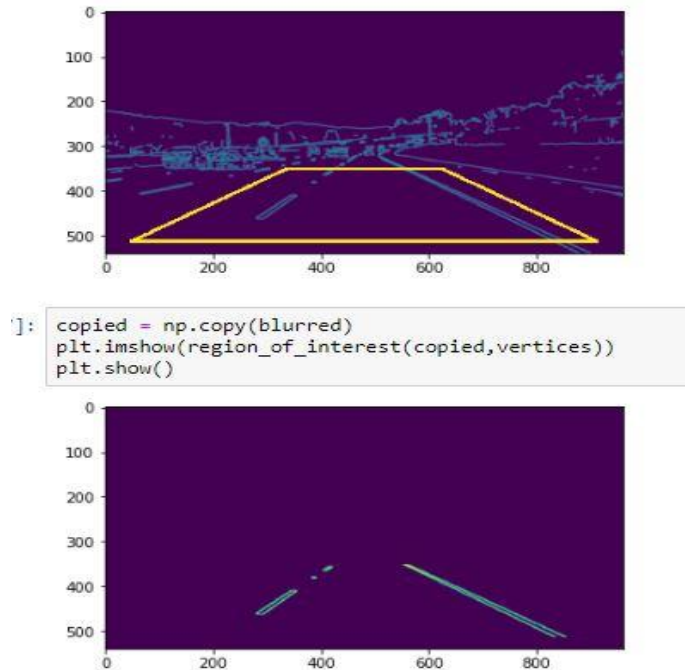 0
100
200
300
400
500
0 200 400 600 800
']: copied = np.copy(blurred)
plt.imshow(region_of_interest(copied,vertices))
plt.show()
0
100
200
300
400
500
0 200 400 600 800